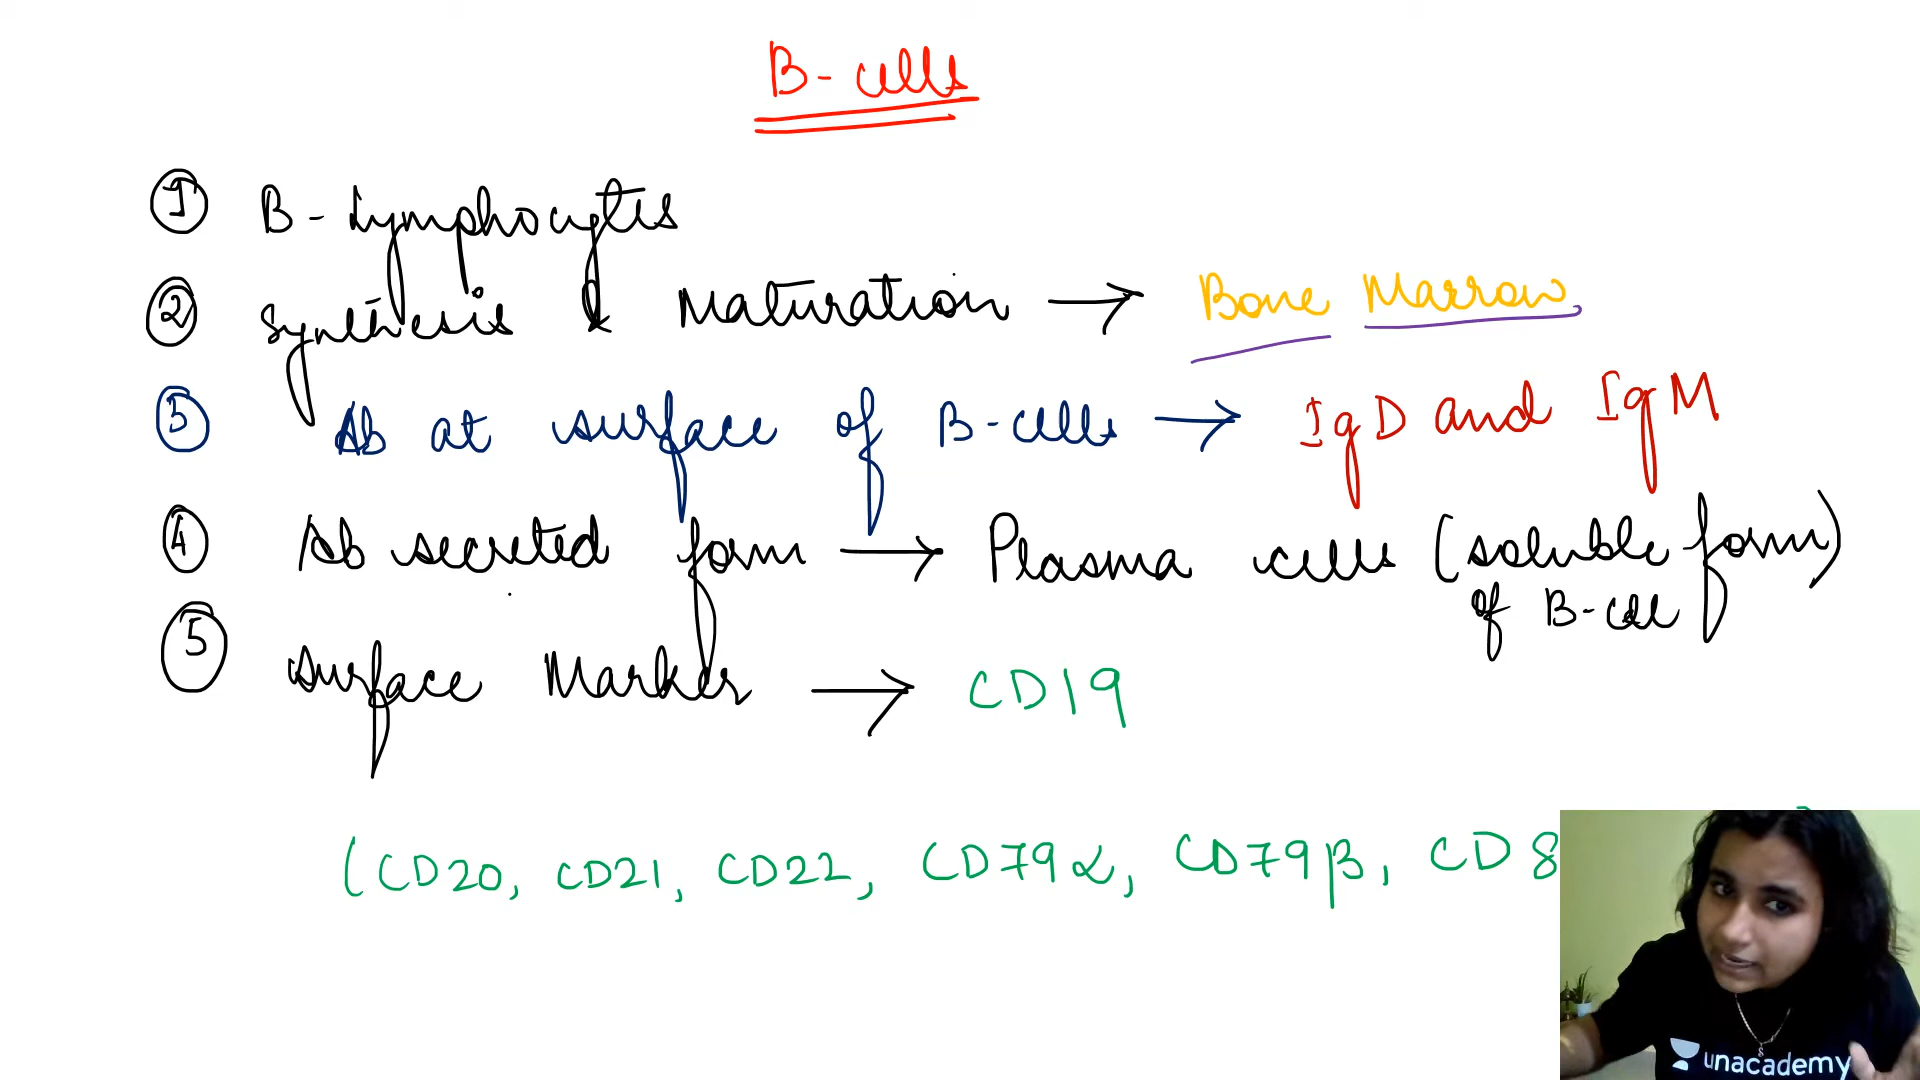 B- cells
① B- Lymphocytes
② Synthesis & Maturation → Bone Marrow
③ Ab at surface of B-cells → IgD and IgM
④ Ab secreted form → Plasma cells (soluble form)
of B-cell
⑤ Surface Marker → CD19
(CD20, CD21, CD22, CD79α, CD79β, CD8
unacademy